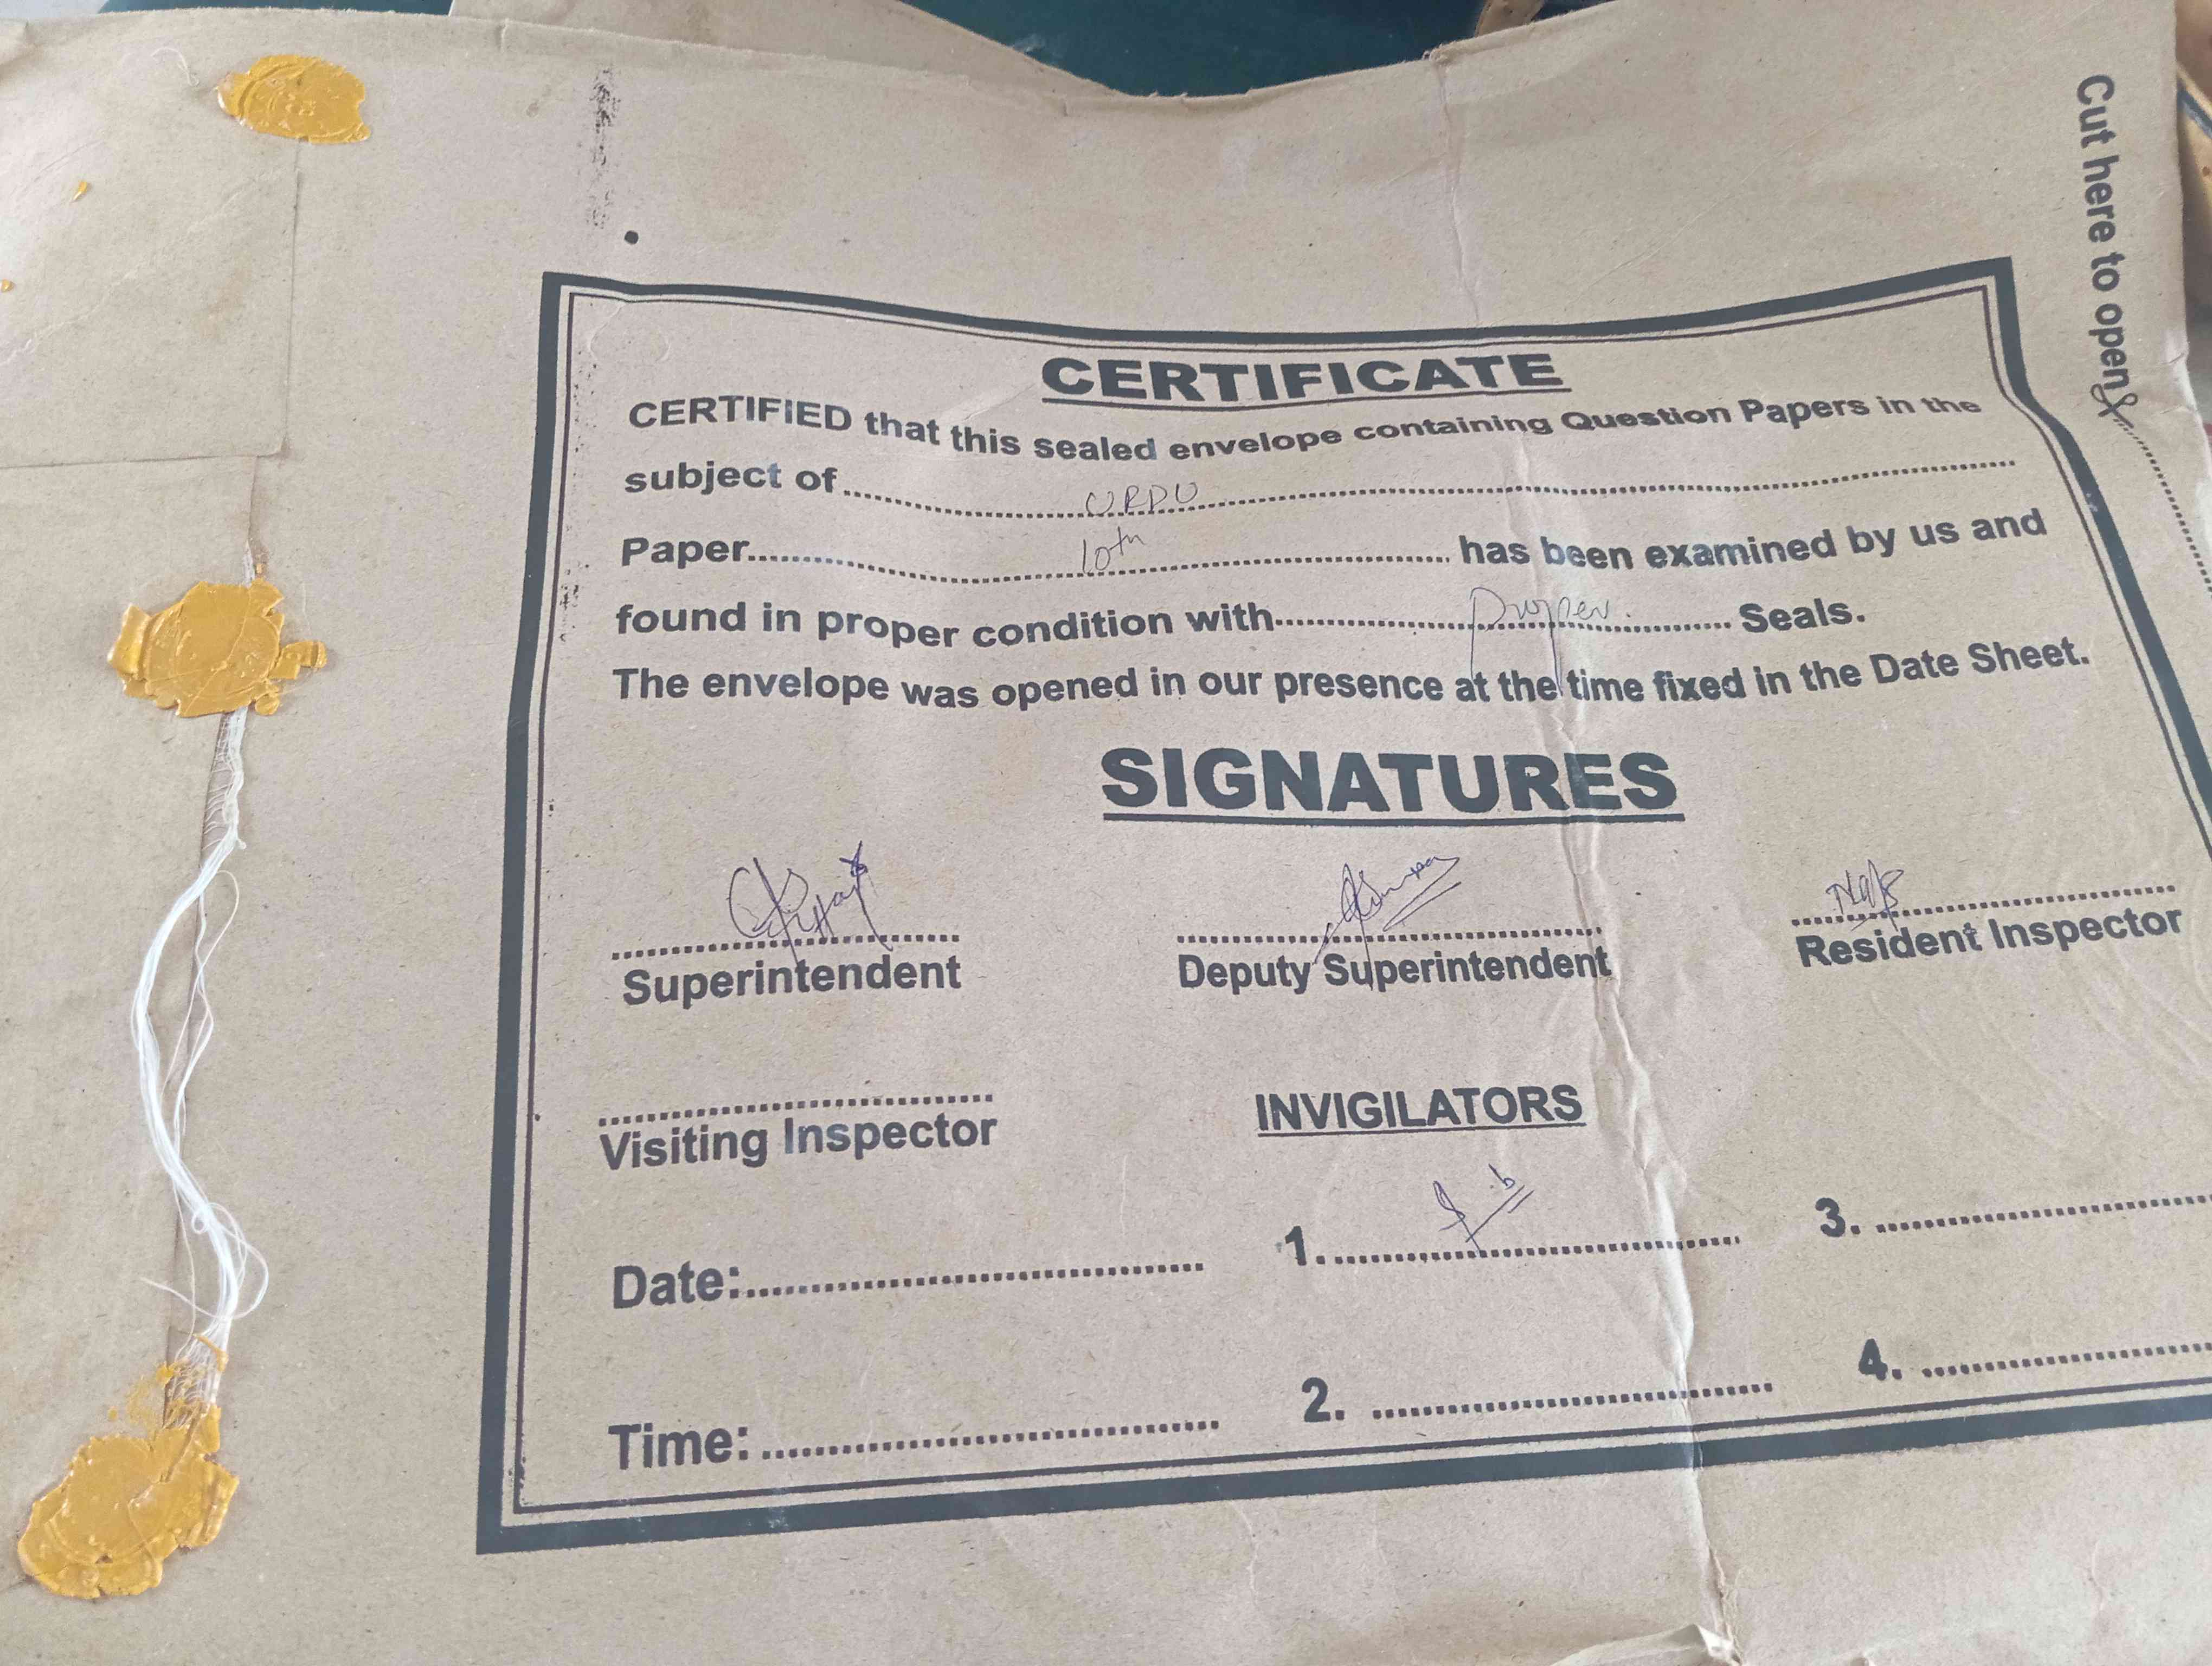 Cut here to open
CERTIFICATE
CERTIFIED that this sealed envelope containing Question Papers in the
subject of........URDU........
Paper........10th........ has been examined by us and
found in proper condition with........Proper........ Seals.
The envelope was opened in our presence at the time fixed in the Date Sheet.
SIGNATURES
Superintendent Deputy Superintendent Resident Inspector
Visiting Inspector INVIGILATORS
Date:........ 1......... 3. ........
Time:........ 2. ........ 4. ........